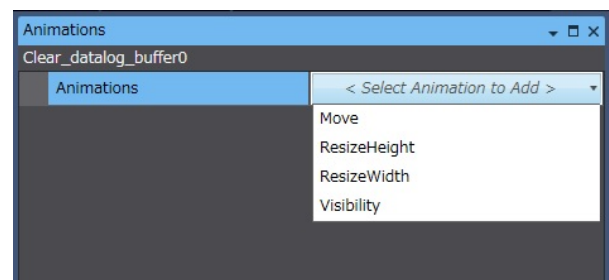 Animations
Clear_datalog_buffer0
Animations
< Select Animation to Add >
Move
ResizeHeight
ResizeWidth
Visibility